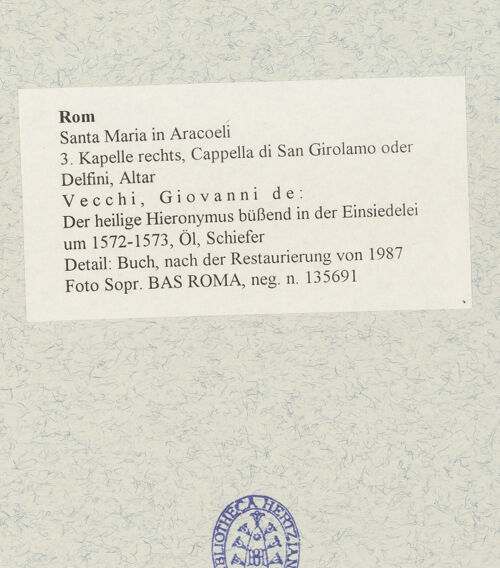 Rom
Santa Maria in Aracoeli
3. Kapelle rechts, Cappella di San Girolamo oder
Delfini, Altar
Vecchi, Giovanni de:
Der heilige Hieronymus büßend in der Einsiedelei
um 1572-1573, Öl, Schiefer
Detail: Buch, nach der Restaurierung von 1987
Foto Sopr. BAS ROMA, neg. n. 135691
BIBLIOTHECA HERTZIAN